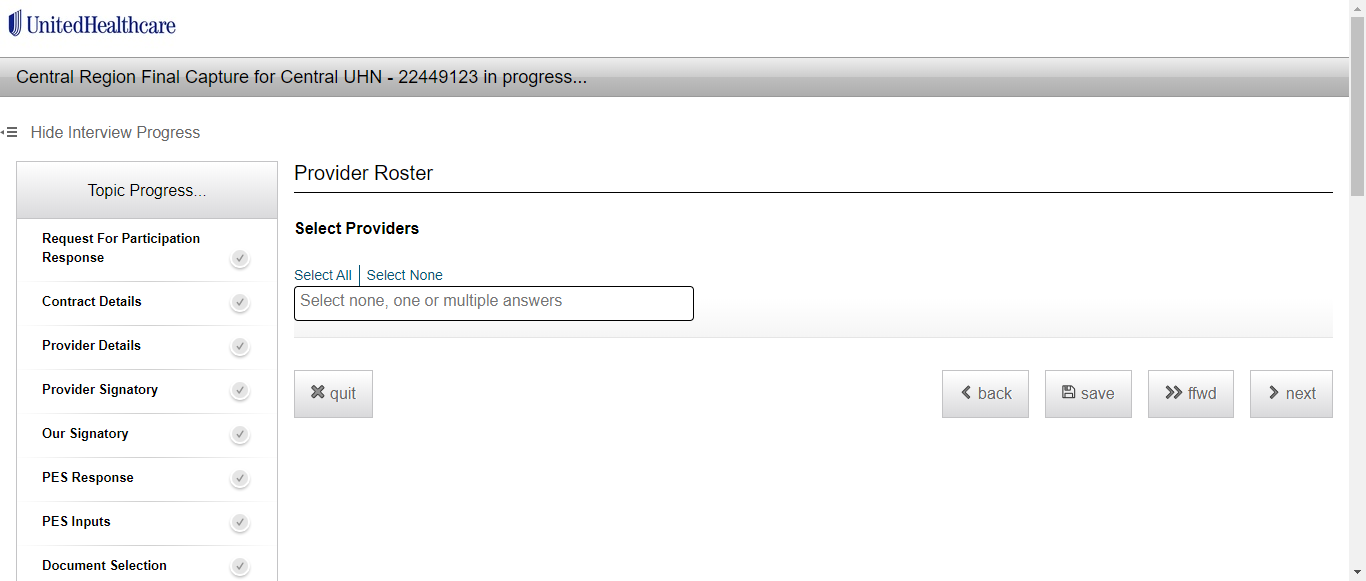 UnitedHealthcare
Central Region Final Capture for Central UHN - 22449123 in progress...
Hide Interview Progress
Topic Progress...
Request For Participation
Response
Contract Details
Provider Details
Provider Signatory
Our Signatory
PES Response
PES Inputs
Document Selection
Provider Roster
Select Providers
Select All | Select None
Select none, one or multiple answers
quit
back
save
ffwd
next